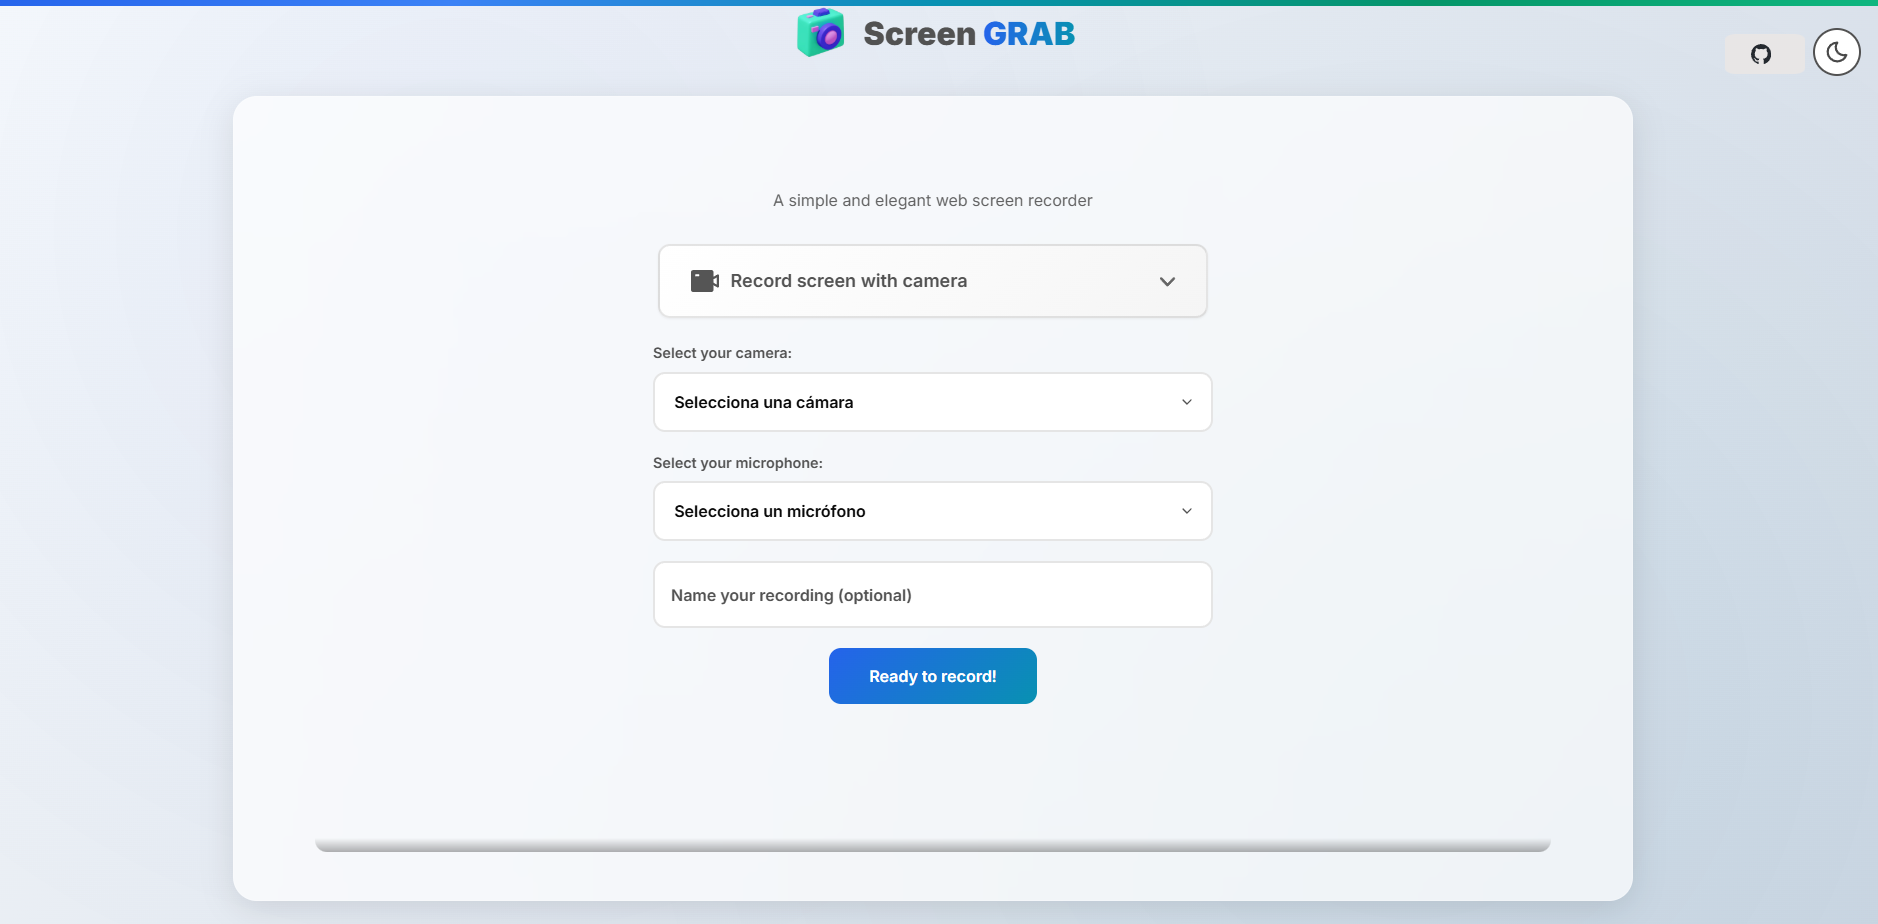 Screen GRAB
A simple and elegant web screen recorder
Record screen with camera
Select your camera:
Selecciona una cámara
Select your microphone:
Selecciona un micrófono
Name your recording (optional)
Ready to record!